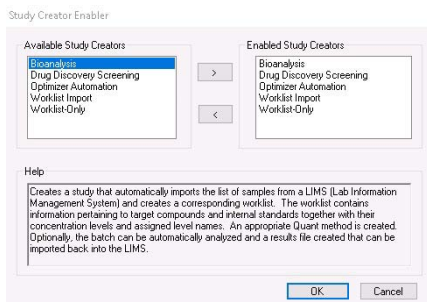 Study Creator Enabler
Available Study Creators
Bioanalysis
Drug Discovery Screening
Optimizer Automation
Worklist Import
Worklist-Only
>
<
Enabled Study Creators
Bioanalysis
Drug Discovery Screening
Optimizer Automation
Worklist Import
Worklist-Only
Help
Creates a study that automatically imports the list of samples from a LIMS (Lab Information
Management System) and creates a corresponding worklist. The worklist contains
information pertaining to target compounds and internal standards together with their
concentration levels and assigned level names. An appropriate Quant method is created.
Optionally, the batch can be automatically analyzed and a results file created that can be
imported back into the LIMS.
OK
Cancel